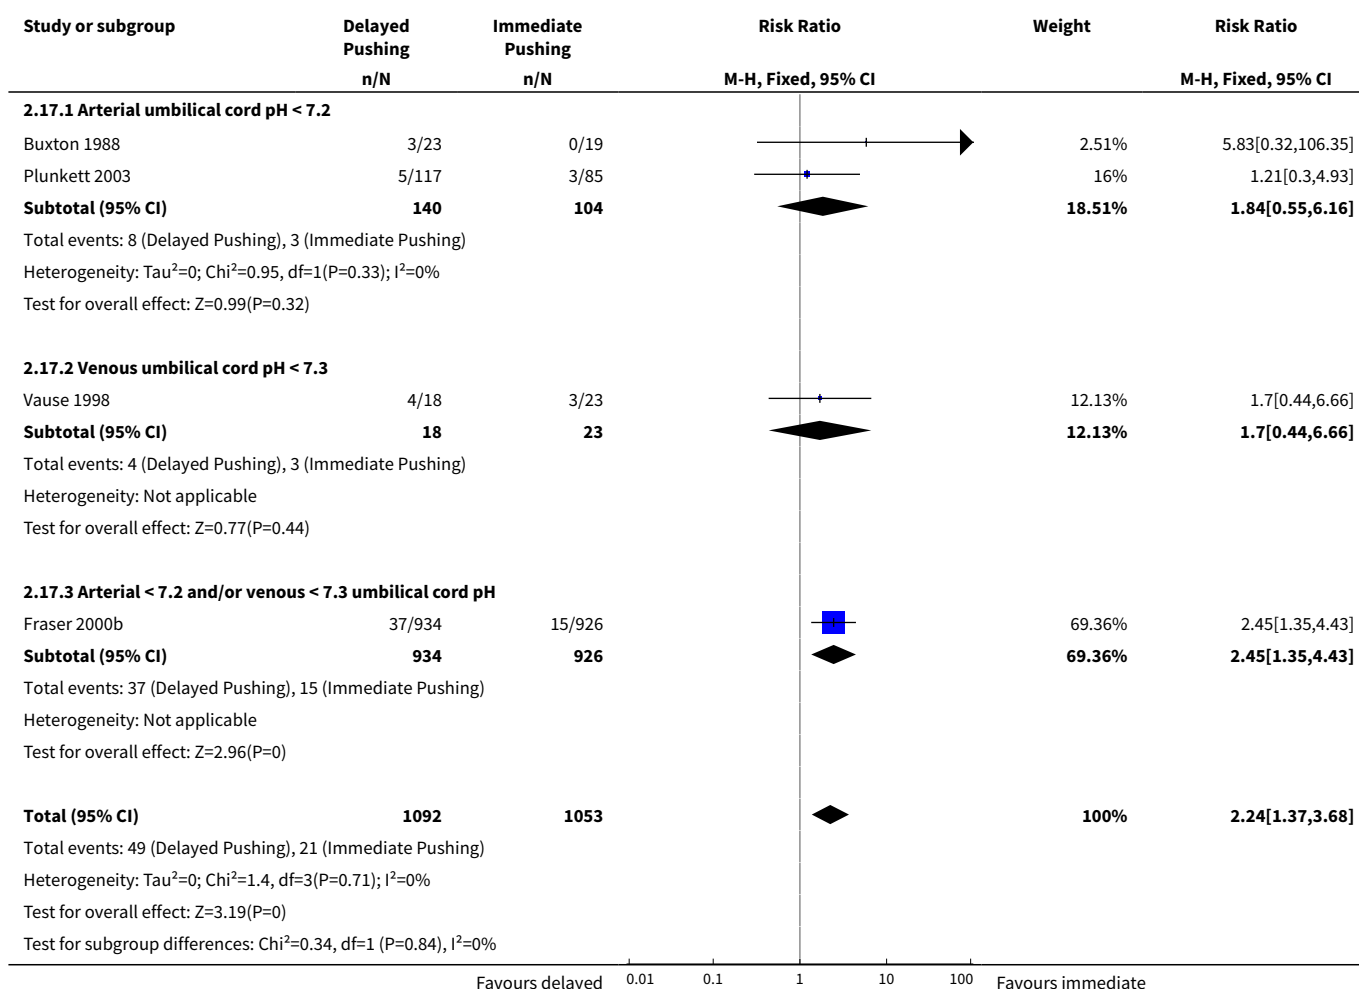 Study or subgroup Delayed Immediate Risk Ratio Weight Risk Ratio
Pushing Pushing
n/N n/N M-H, Fixed, 95% CI M-H, Fixed, 95% CI
2.17.1 Arterial umbilical cord pH < 7.2
Buxton 1988 3/23 0/19 2.51% 5.83[0.32,106.35]
Plunkett 2003 5/117 3/85 16% 1.21[0.3,4.93]
Subtotal (95% CI) 140 104 18.51% 1.84[0.55,6.16]
Total events: 8 (Delayed Pushing), 3 (Immediate Pushing)
Heterogeneity: Tau²=0; Chi²=0.95, df=1(P=0.33); I²=0%
Test for overall effect: Z=0.99(P=0.32)
2.17.2 Venous umbilical cord pH < 7.3
Vause 1998 4/18 3/23 12.13% 1.7[0.44,6.66]
Subtotal (95% CI) 18 23 12.13% 1.7[0.44,6.66]
Total events: 4 (Delayed Pushing), 3 (Immediate Pushing)
Heterogeneity: Not applicable
Test for overall effect: Z=0.77(P=0.44)
2.17.3 Arterial < 7.2 and/or venous < 7.3 umbilical cord pH
Fraser 2000b 37/934 15/926 69.36% 2.45[1.35,4.43]
Subtotal (95% CI) 934 926 69.36% 2.45[1.35,4.43]
Total events: 37 (Delayed Pushing), 15 (Immediate Pushing)
Heterogeneity: Not applicable
Test for overall effect: Z=2.96(P=0)
Total (95% CI) 1092 1053 100% 2.24[1.37,3.68]
Total events: 49 (Delayed Pushing), 21 (Immediate Pushing)
Heterogeneity: Tau²=0; Chi²=1.4, df=3(P=0.71); I²=0%
Test for overall effect: Z=3.19(P=0)
Test for subgroup differences: Chi²=0.34, df=1 (P=0.84), I²=0%
Favours delayed 0.01 0.1 1 10 100 Favours immediate